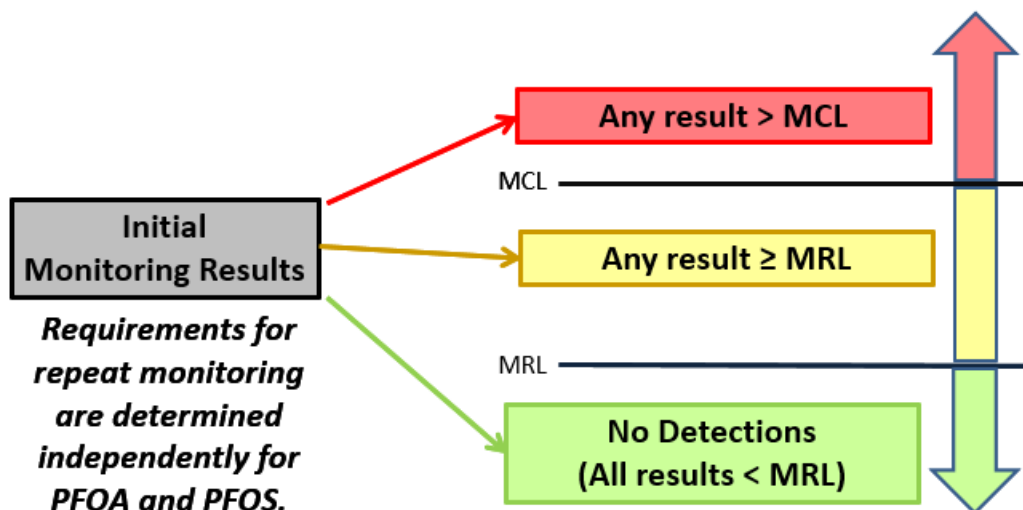 Any result > MCL
MCL
Initial
Monitoring Results
Any result ≥ MRL
Requirements for
repeat monitoring
are determined
independently for
PFOA and PFOS.
MRL
No Detections
(All results < MRL)